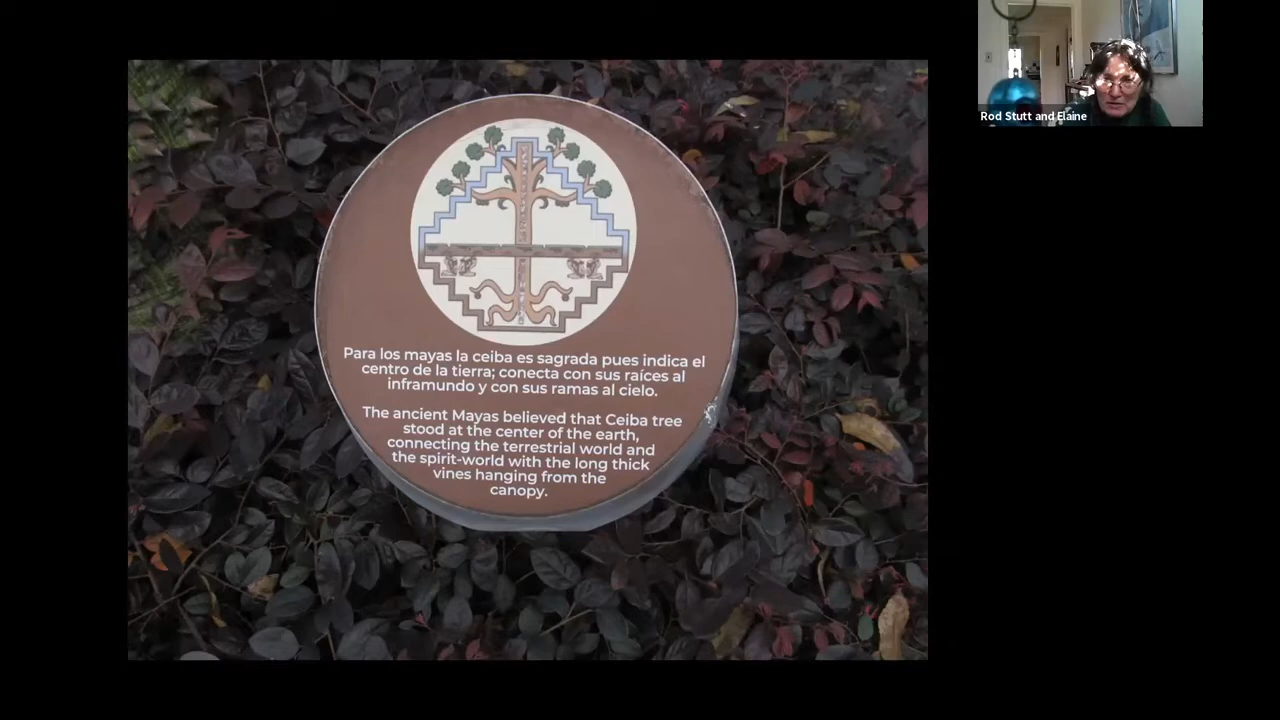 Rod Stutt and Elaine
Para los mayas la ceiba es sagrada pues indica el
centro de la tierra; conecta con sus raíces al
inframundo y con sus ramas al cielo.
The ancient Mayas believed that Ceiba tree
stood at the center of the earth,
connecting the terrestrial world and
the spirit-world with the long thick
vines hanging from the
canopy.